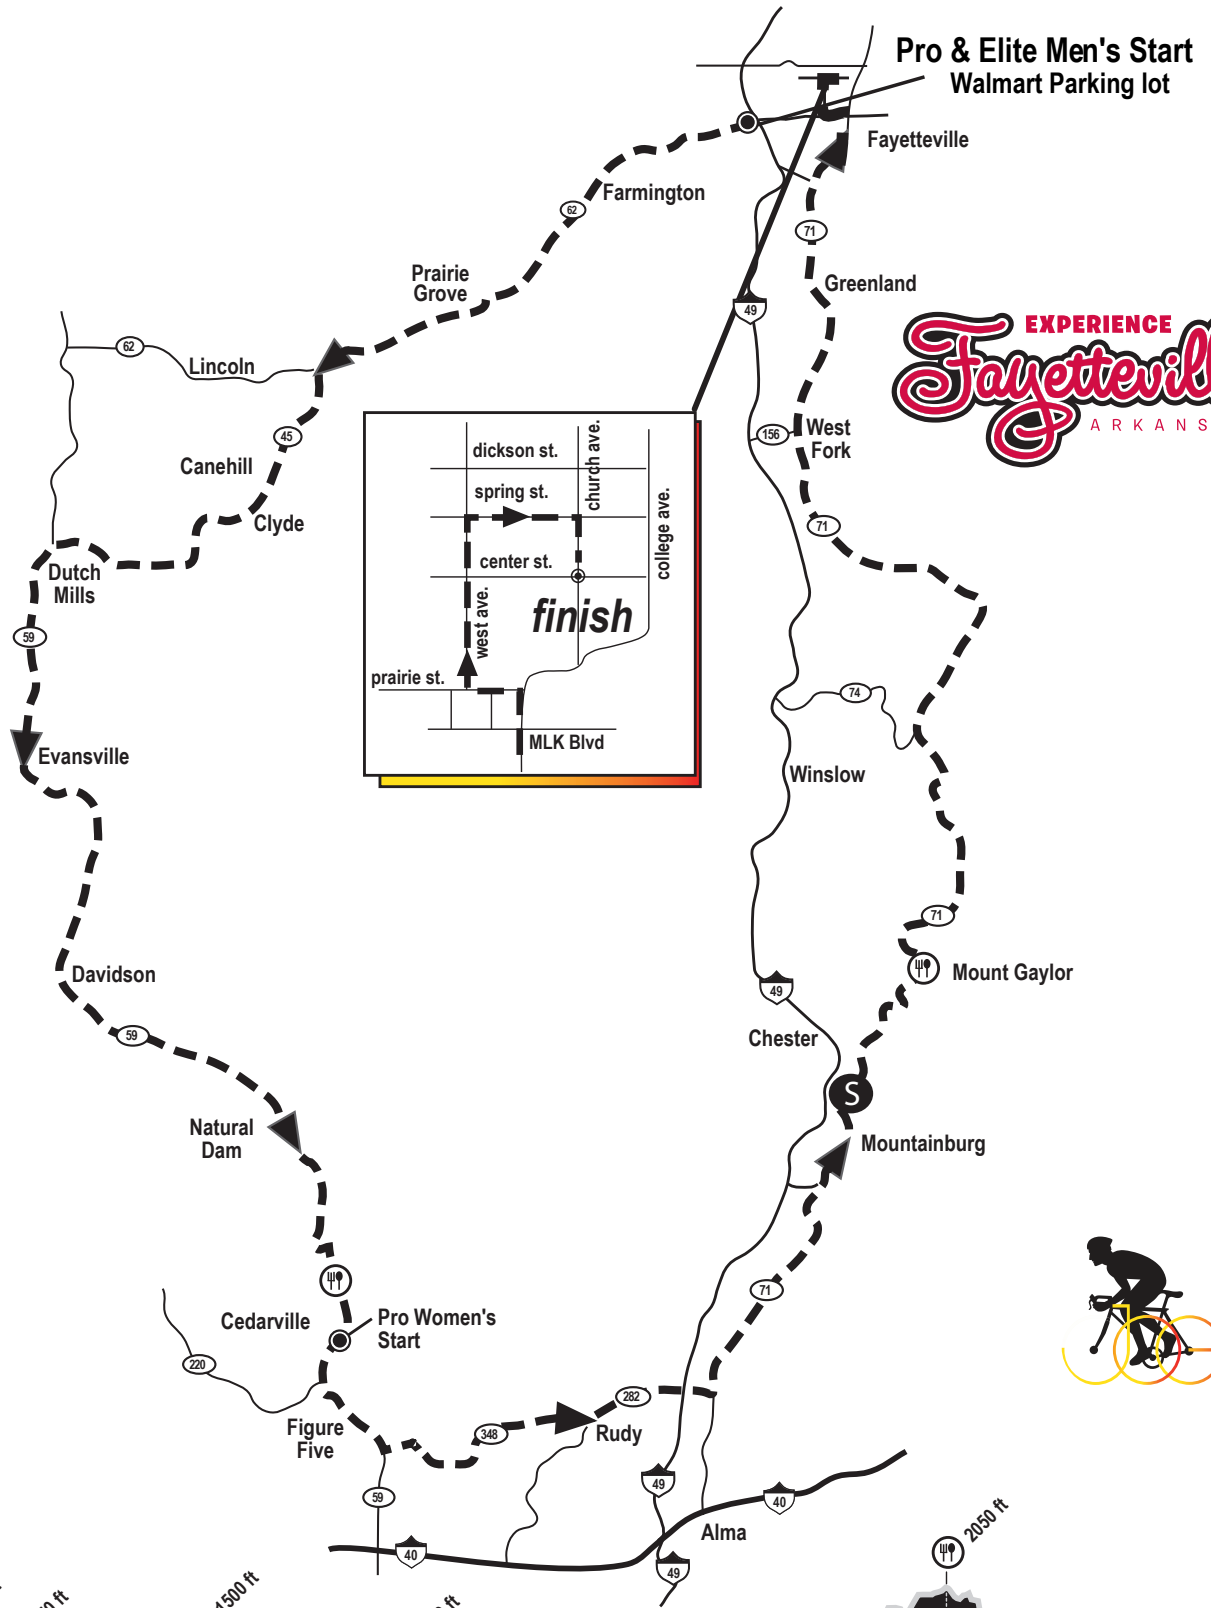 Pro & Elite Men's Start
Walmart Parking lot
Fayetteville
Farmington
62
71
Prairie
Grove
Greenland
49
EXPERIENCE
62
Lincoln
45
Canehill
Clyde
West
Fork
156
71
dickson st.
church ave.
spring st.
college ave.
center st.
finish
west ave.
prairie st.
MLK Blvd
Dutch
Mills
59
74
Evansville
Winslow
71
Davidson
Mount Gaylor
49
59
Chester
S
Natural
Dam
Mountainburg
71
Cedarville
Pro Women's
Start
220
282
Figure
Five
348
Rudy
49
59
40
Alma
40
49
2050 ft
1500 ft